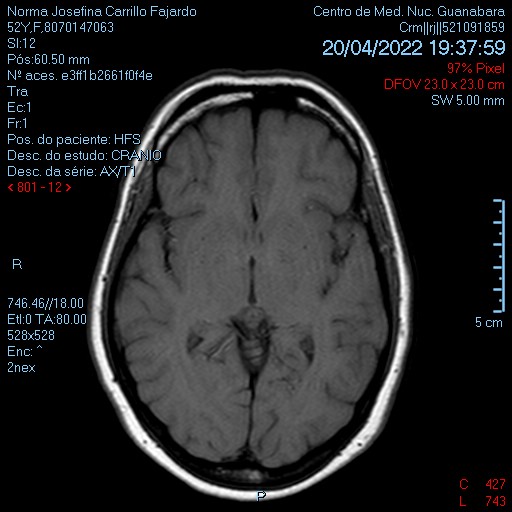 Norma Josefina Carrillo Fajardo
52Y,F,8070147063
Sl:12
Pós:60.50 mm
Nº aces. e3ff1b2661f0f4e
Tra
Ec:1
Fr:1
Pos. do paciente: HFS
Desc. do estudo: CRANIO
Desc. da série: AX/T1
< 801 - 12 >
Centro de Med. Nuc. Guanabara
Crm||rj||521091859
20/04/2022 19:37:59
97% Pixel
DFOV 23.0 x 23.0 cm
SW 5.00 mm
R
5 cm
746.46//18.00
Etl:0 TA:80.00
528x528
Enc: ^
2nex
P
C 427
L 743